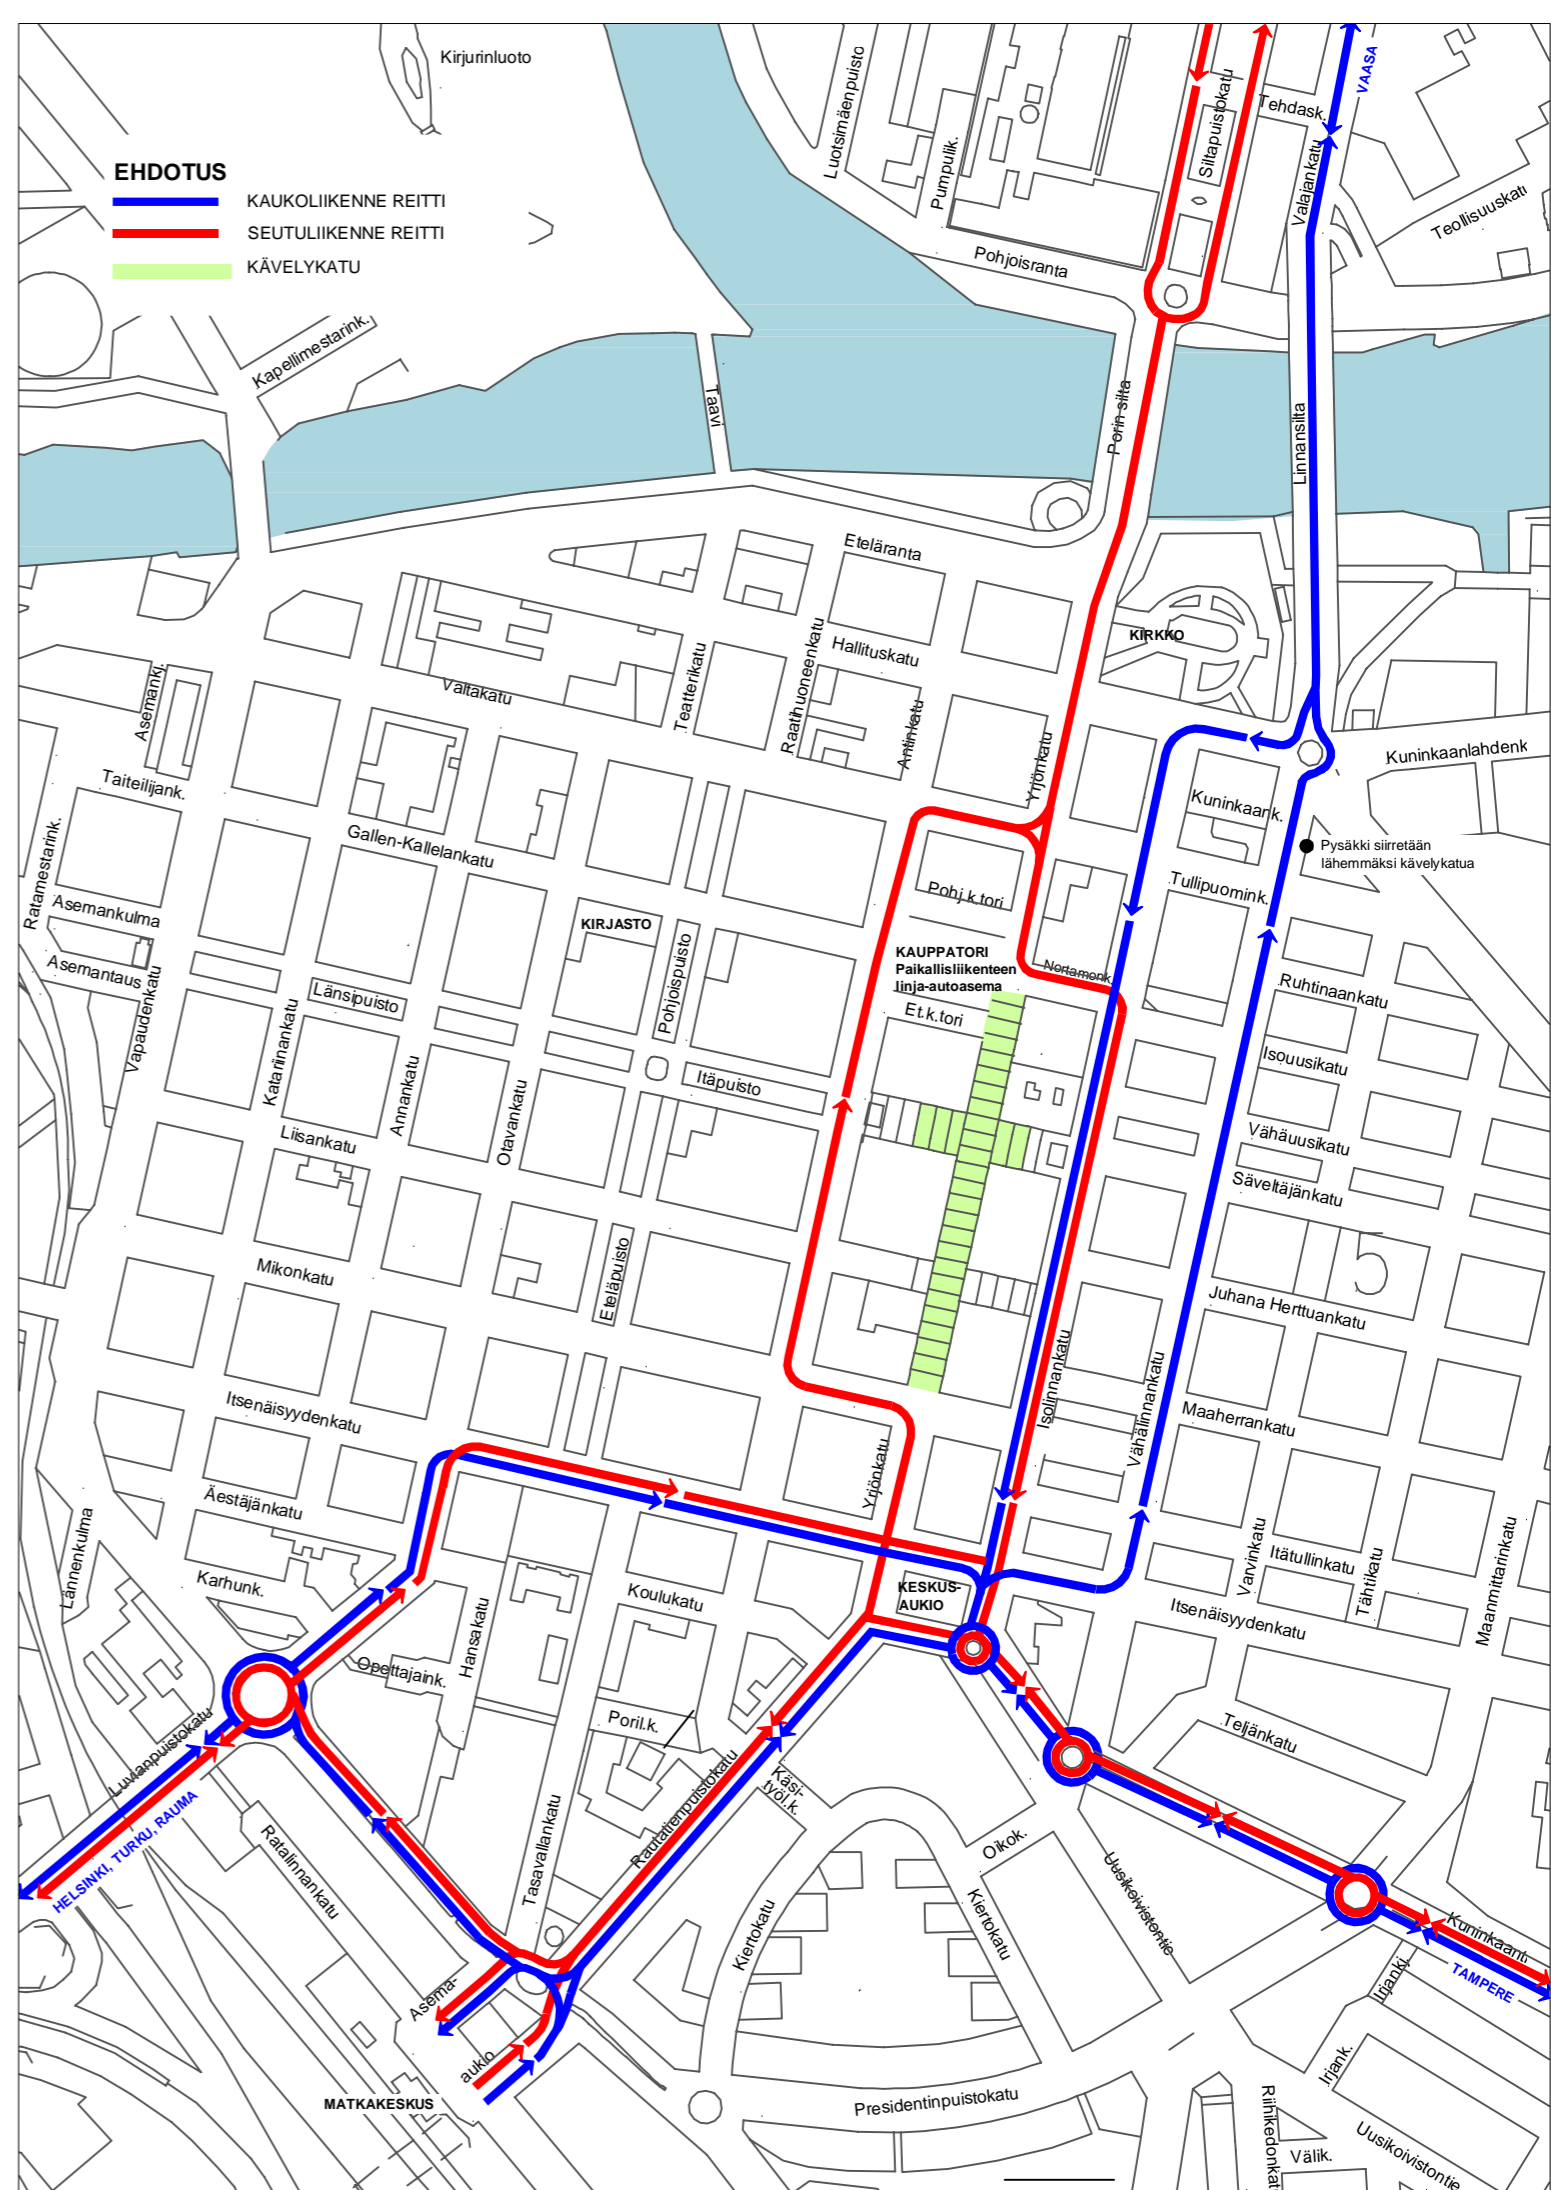 Kirjurinluoto
EHDOTUS
KAUKOLIIKENNE REITTI
SEUTULIIKENNE REITTI
KÄVELYKATU
Luotsimäenpuisto
Pumpulik.
Siltapuistokatu
Tehdask.
VAASA
Valajankatu
Teollisuuskatu
Pohjoisranta
Kapellimestarink.
Taavi
Porin silta
Linnansilta
Eteläranta
Hallituskatu
KIRKKO
Valtakatu
Teatterikatu
Raatihuoneenkatu
Antinkatu
Yrjönkatu
Asemankj.
Kuninkaanlahdenk
Taiteilijank.
Kuninkaank.
Gallen-Kallelankatu
Pysäkki siirretään
lähemmäksi kävelykatua
Ratamestarink.
Asemankulma
Asemantaus
Pohj.k.tori
Tullipuomink.
KIRJASTO
Pohjoispuisto
KAUPPATORI
Paikallisliikenteen
linja-autoasema
Nortamonk.
Et.k.tori
Länsipuisto
Ruhtinaankatu
Vapaudenkatu
Katariinankatu
Annankatu
Otavankatu
Itäpuisto
Isouusikatu
Liisankatu
Vähäuusikatu
Säveltäjänkatu
5
Mikonkatu
Eteläpuisto
Juhana Herttuankatu
Isolinnankatu
Vähälinnankatu
Itsenäisyydenkatu
Maaherrankatu
Yrjönkatu
Äestäjänkatu
Lännenkulma
Karhunk.
Koulukatu
KESKUS-
AUKIO
Varvinkatu
Itätullinkatu
Tähtikatu
Maanmittarinkatu
Itsenäisyydenkatu
Hansakatu
Opettajaink.
Poril.k.
Teljänkatu
Luvianpuistokatu
HELSINKI, TURKU, RAUMA
Ratalinnankatu
Tasavallankatu
Rautatienpuistokatu
Käsi-
työl.k.
Oikok.
Kiertokatu
Kiertokatu
Uusikoivistontie
Kuninkaant
TAMPERE
Asema-
aukio
MATKAKESKUS
Irjankj.
Irjank.
Presidentinpuistokatu
Riihikedonkat
Välik.
Uusikoivistontie